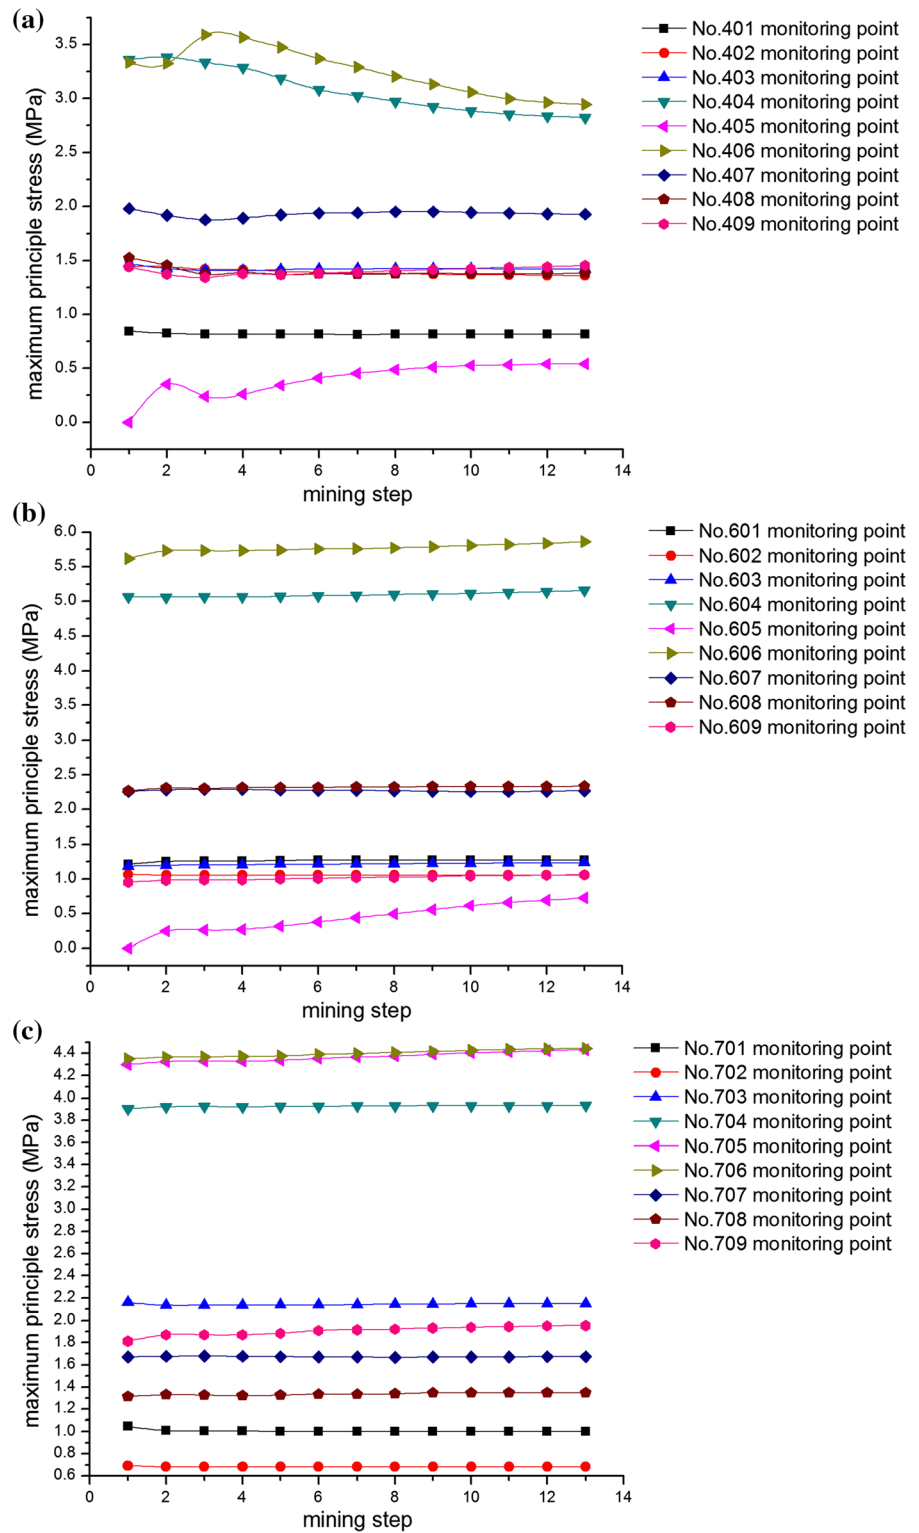 (a)
3.5
3.0
2.5
2.0
1.5
1.0
0.5
0.0
maximum principle stress (MPa)
0 2 4 6 8 10 12 14
mining step
No.401 monitoring point
No.402 monitoring point
No.403 monitoring point
No.404 monitoring point
No.405 monitoring point
No.406 monitoring point
No.407 monitoring point
No.408 monitoring point
No.409 monitoring point
(b)
6.0
5.5
5.0
4.5
4.0
3.5
3.0
2.5
2.0
1.5
1.0
0.5
0.0
maximum principle stress (MPa)
0 2 4 6 8 10 12 14
mining step
No.601 monitoring point
No.602 monitoring point
No.603 monitoring point
No.604 monitoring point
No.605 monitoring point
No.606 monitoring point
No.607 monitoring point
No.608 monitoring point
No.609 monitoring point
(c)
4.4
4.2
4.0
3.8
3.6
3.4
3.2
3.0
2.8
2.6
2.4
2.2
2.0
1.8
1.6
1.4
1.2
1.0
0.8
0.6
maximum principle stress (MPa)
0 2 4 6 8 10 12 14
mining step
No.701 monitoring point
No.702 monitoring point
No.703 monitoring point
No.704 monitoring point
No.705 monitoring point
No.706 monitoring point
No.707 monitoring point
No.708 monitoring point
No.709 monitoring point